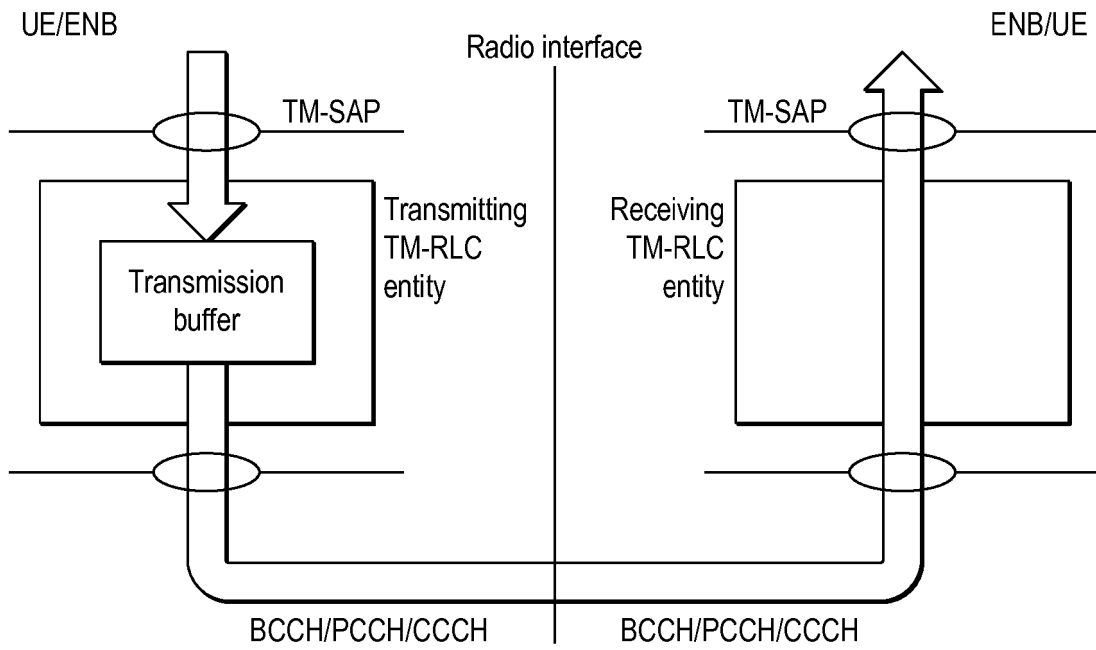 UE/ENB
Radio interface
ENB/UE
TM-SAP
TM-SAP
Transmitting
TM-RLC
entity
Receiving
TM-RLC
entity
Transmission
buffer
BCCH/PCCH/CCCH
BCCH/PCCH/CCCH